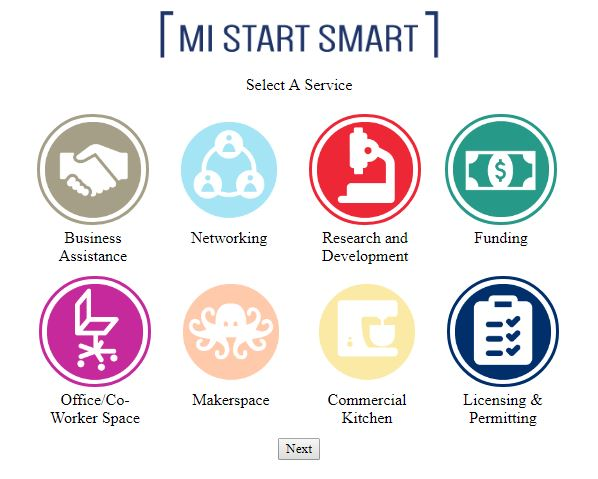 MI START SMART
Select A Service
Business Assistance
Networking
Research and Development
$
Funding
Office/Co-Worker Space
Makerspace
Commercial Kitchen
Licensing & Permitting
Next